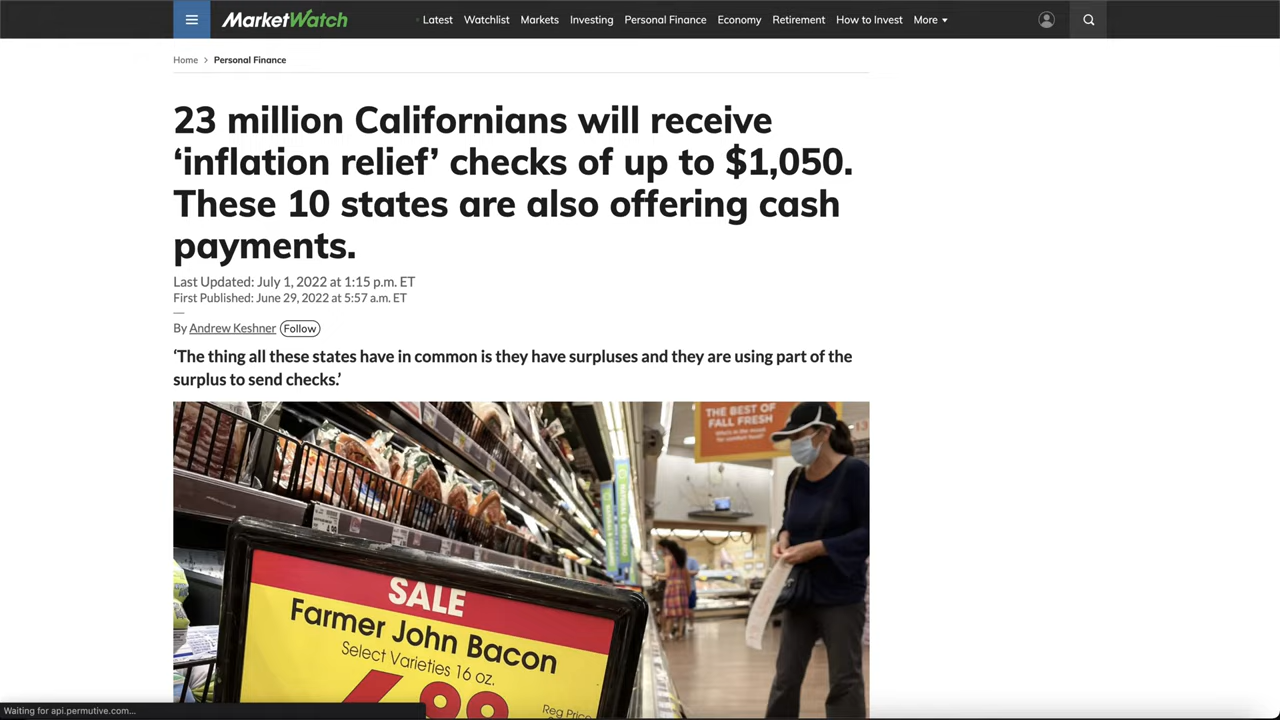 MarketWatch
Latest Watchlist Markets Investing Personal Finance Economy Retirement How to Invest More
Home > Personal Finance
23 million Californians will receive
‘inflation relief’ checks of up to $1,050.
These 10 states are also offering cash
payments.
Last Updated: July 1, 2022 at 1:15 p.m. ET
First Published: June 29, 2022 at 5:57 a.m. ET
By Andrew Keshner Follow
‘The thing all these states have in common is they have surpluses and they are using part of the
surplus to send checks.’
THE BEST OF
FALL FRESH
SALE
Farmer John Bacon
Select Varieties 16 oz.
Reg Price
Waiting for api.permutive.com...